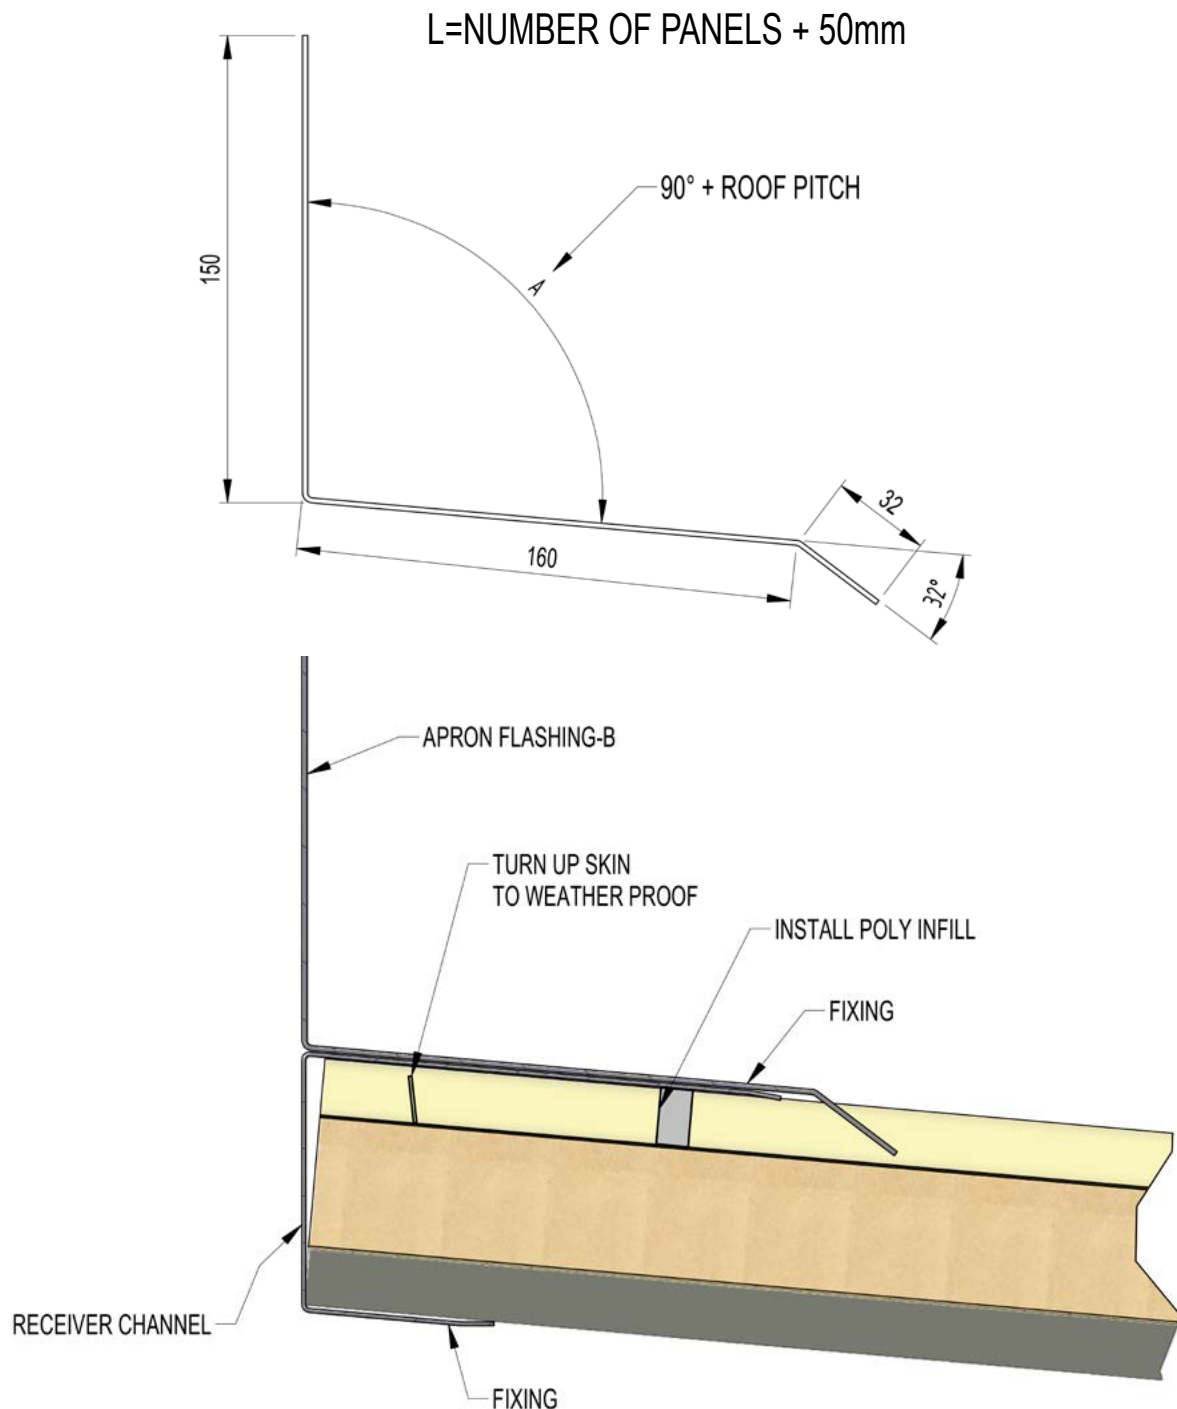 L=NUMBER OF PANELS + 50mm
90° + ROOF PITCH
150
A
32
160
32°
APRON FLASHING-B
TURN UP SKIN
TO WEATHER PROOF
INSTALL POLY INFILL
FIXING
RECEIVER CHANNEL
FIXING